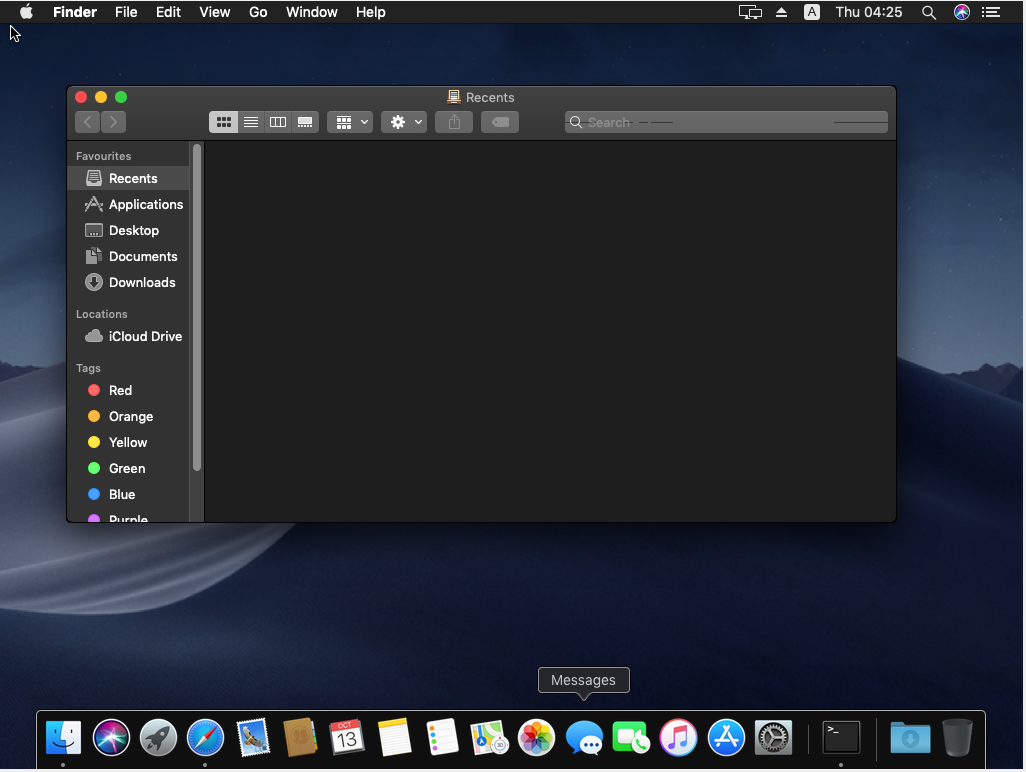 Finder File Edit View Go Window Help A Thu 04:25
Recents
Search
Favourites
Recents
Applications
Desktop
Documents
Downloads
Locations
iCloud Drive
Tags
Red
Orange
Yellow
Green
Blue
Purple
Messages
OCT
13
3D
>_